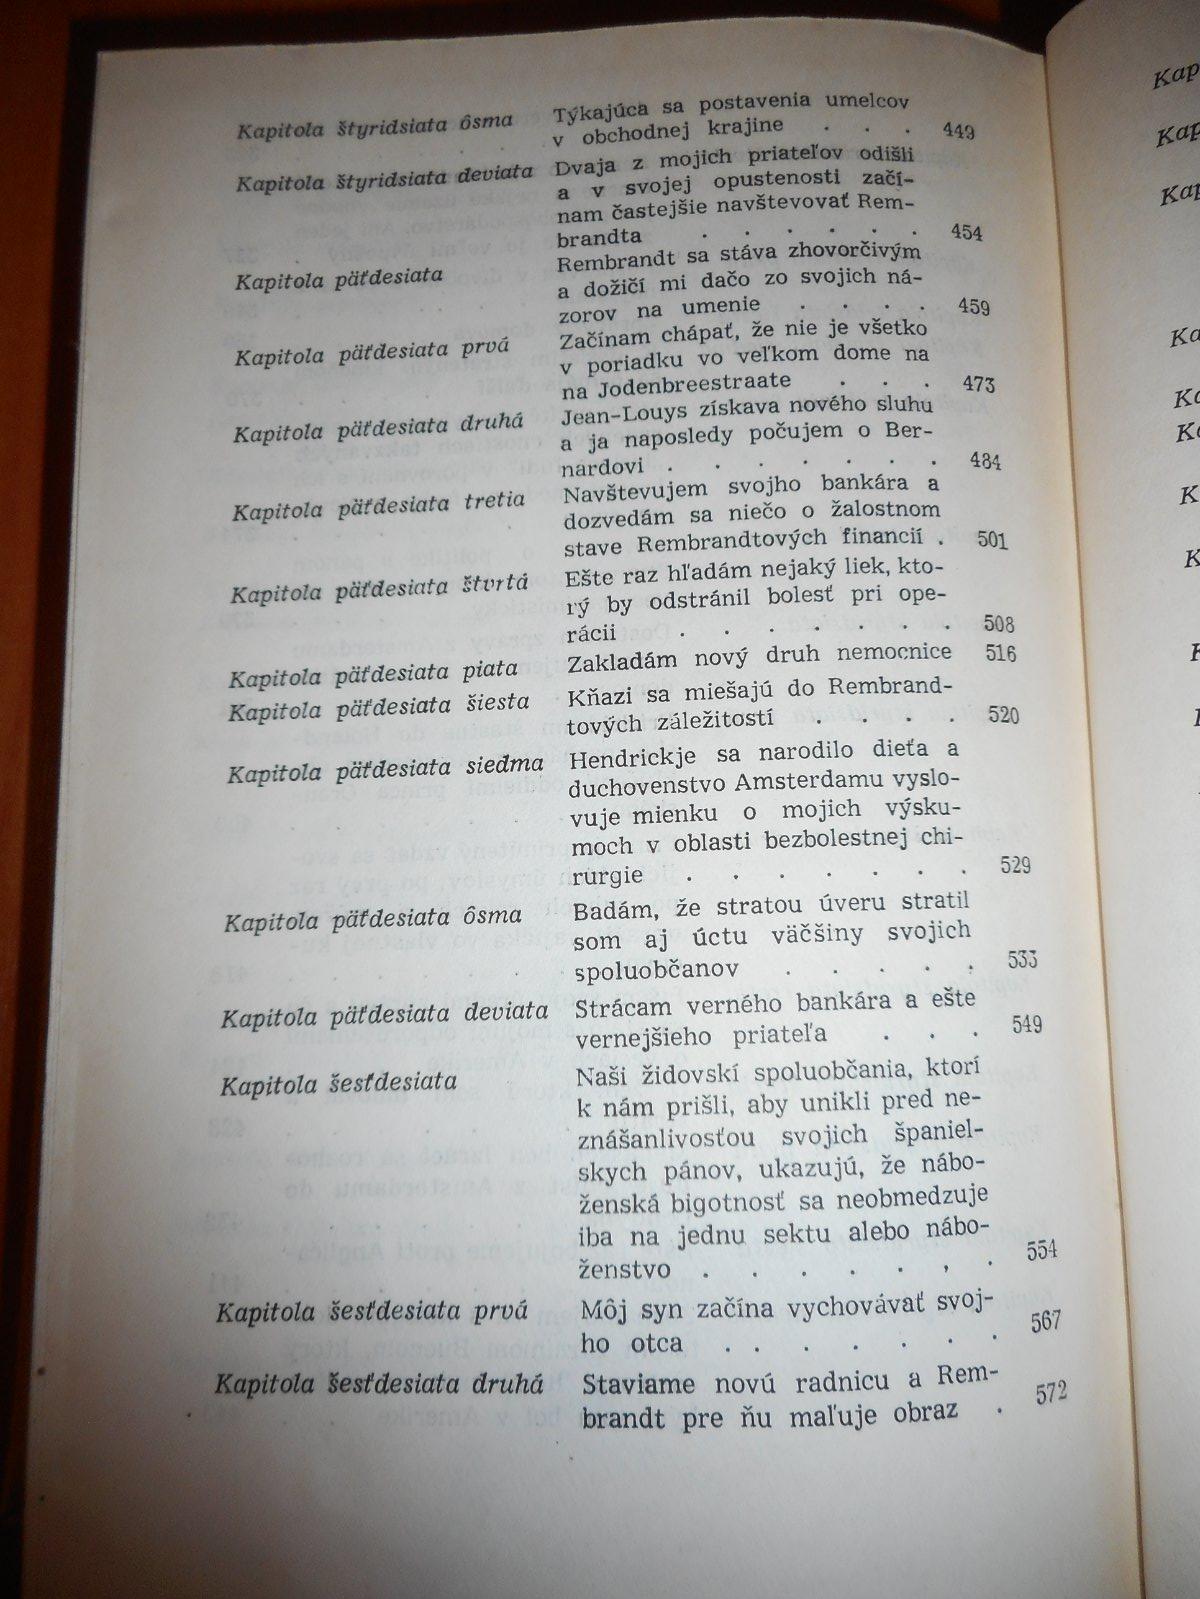 Kapitola štyridsiata ôsma Týkajúca sa postavenia umelcov
v obchodnej krajine . . . 449
Kapitola štyridsiata deviata Dvaja z mojich priateľov odišli
a v svojej opustenosti začí-
nam častejšie navštevovať Rem-
brandta . . . . . . 454
Kapitola päťdesiata Rembrandt sa stáva zhovorčivým
a dožičí mi dačo zo svojich ná-
zorov na umenie . . . . 459
Kapitola päťdesiata prvá Začínam chápať, že nie je všetko
v poriadku vo veľkom dome na
na Jodenbreestraate . . . 473
Kapitola päťdesiata druhá Jean-Louys získava nového sluhu
a ja naposledy počujem o Ber-
nardovi . . . . . . . 484
Kapitola päťdesiata tretia Navštevujem svojho bankára a
dozvedám sa niečo o žalostnom
stave Rembrandtových financií . 501
Kapitola päťdesiata štvrtá Ešte raz hľadám nejaký liek, kto-
rý by odstránil bolesť pri ope-
rácii . . . . . . . 508
Kapitola päťdesiata piata Zakladám nový druh nemocnice 516
Kapitola päťdesiata šiesta Kňazi sa miešajú do Rembrand-
tových záležitostí . . . . 520
Kapitola päťdesiata siedma Hendrickje sa narodilo dieťa a
duchovenstvo Amsterdamu vyslo-
vuje mienku o mojich výsku-
moch v oblasti bezbolestnej chi-
rurgie . . . . . . . 529
Kapitola päťdesiata ôsma Badám, že stratou úveru stratil
som aj úctu väčšiny svojich
spoluobčanov . . . . . 533
Kapitola päťdesiata deviata Strácam verného bankára a ešte
vernejšieho priateľa . . . 549
Kapitola šesťdesiata Naši židovskí spoluobčania, ktorí
k nám prišli, aby unikli pred ne-
znášanlivosťou svojich španiel-
skych pánov, ukazujú, že nábo-
ženská bigotnosť sa neobmedzuje
iba na jednu sektu alebo nábo-
ženstvo . . . . . , . 554
Kapitola šesťdesiata prvá Môj syn začína vychovávať svoj-
ho otca . . . . . . . 567
Kapitola šesťdesiata druhá Staviame novú radnicu a Rem-
brandt pre ňu maľuje obraz . 572